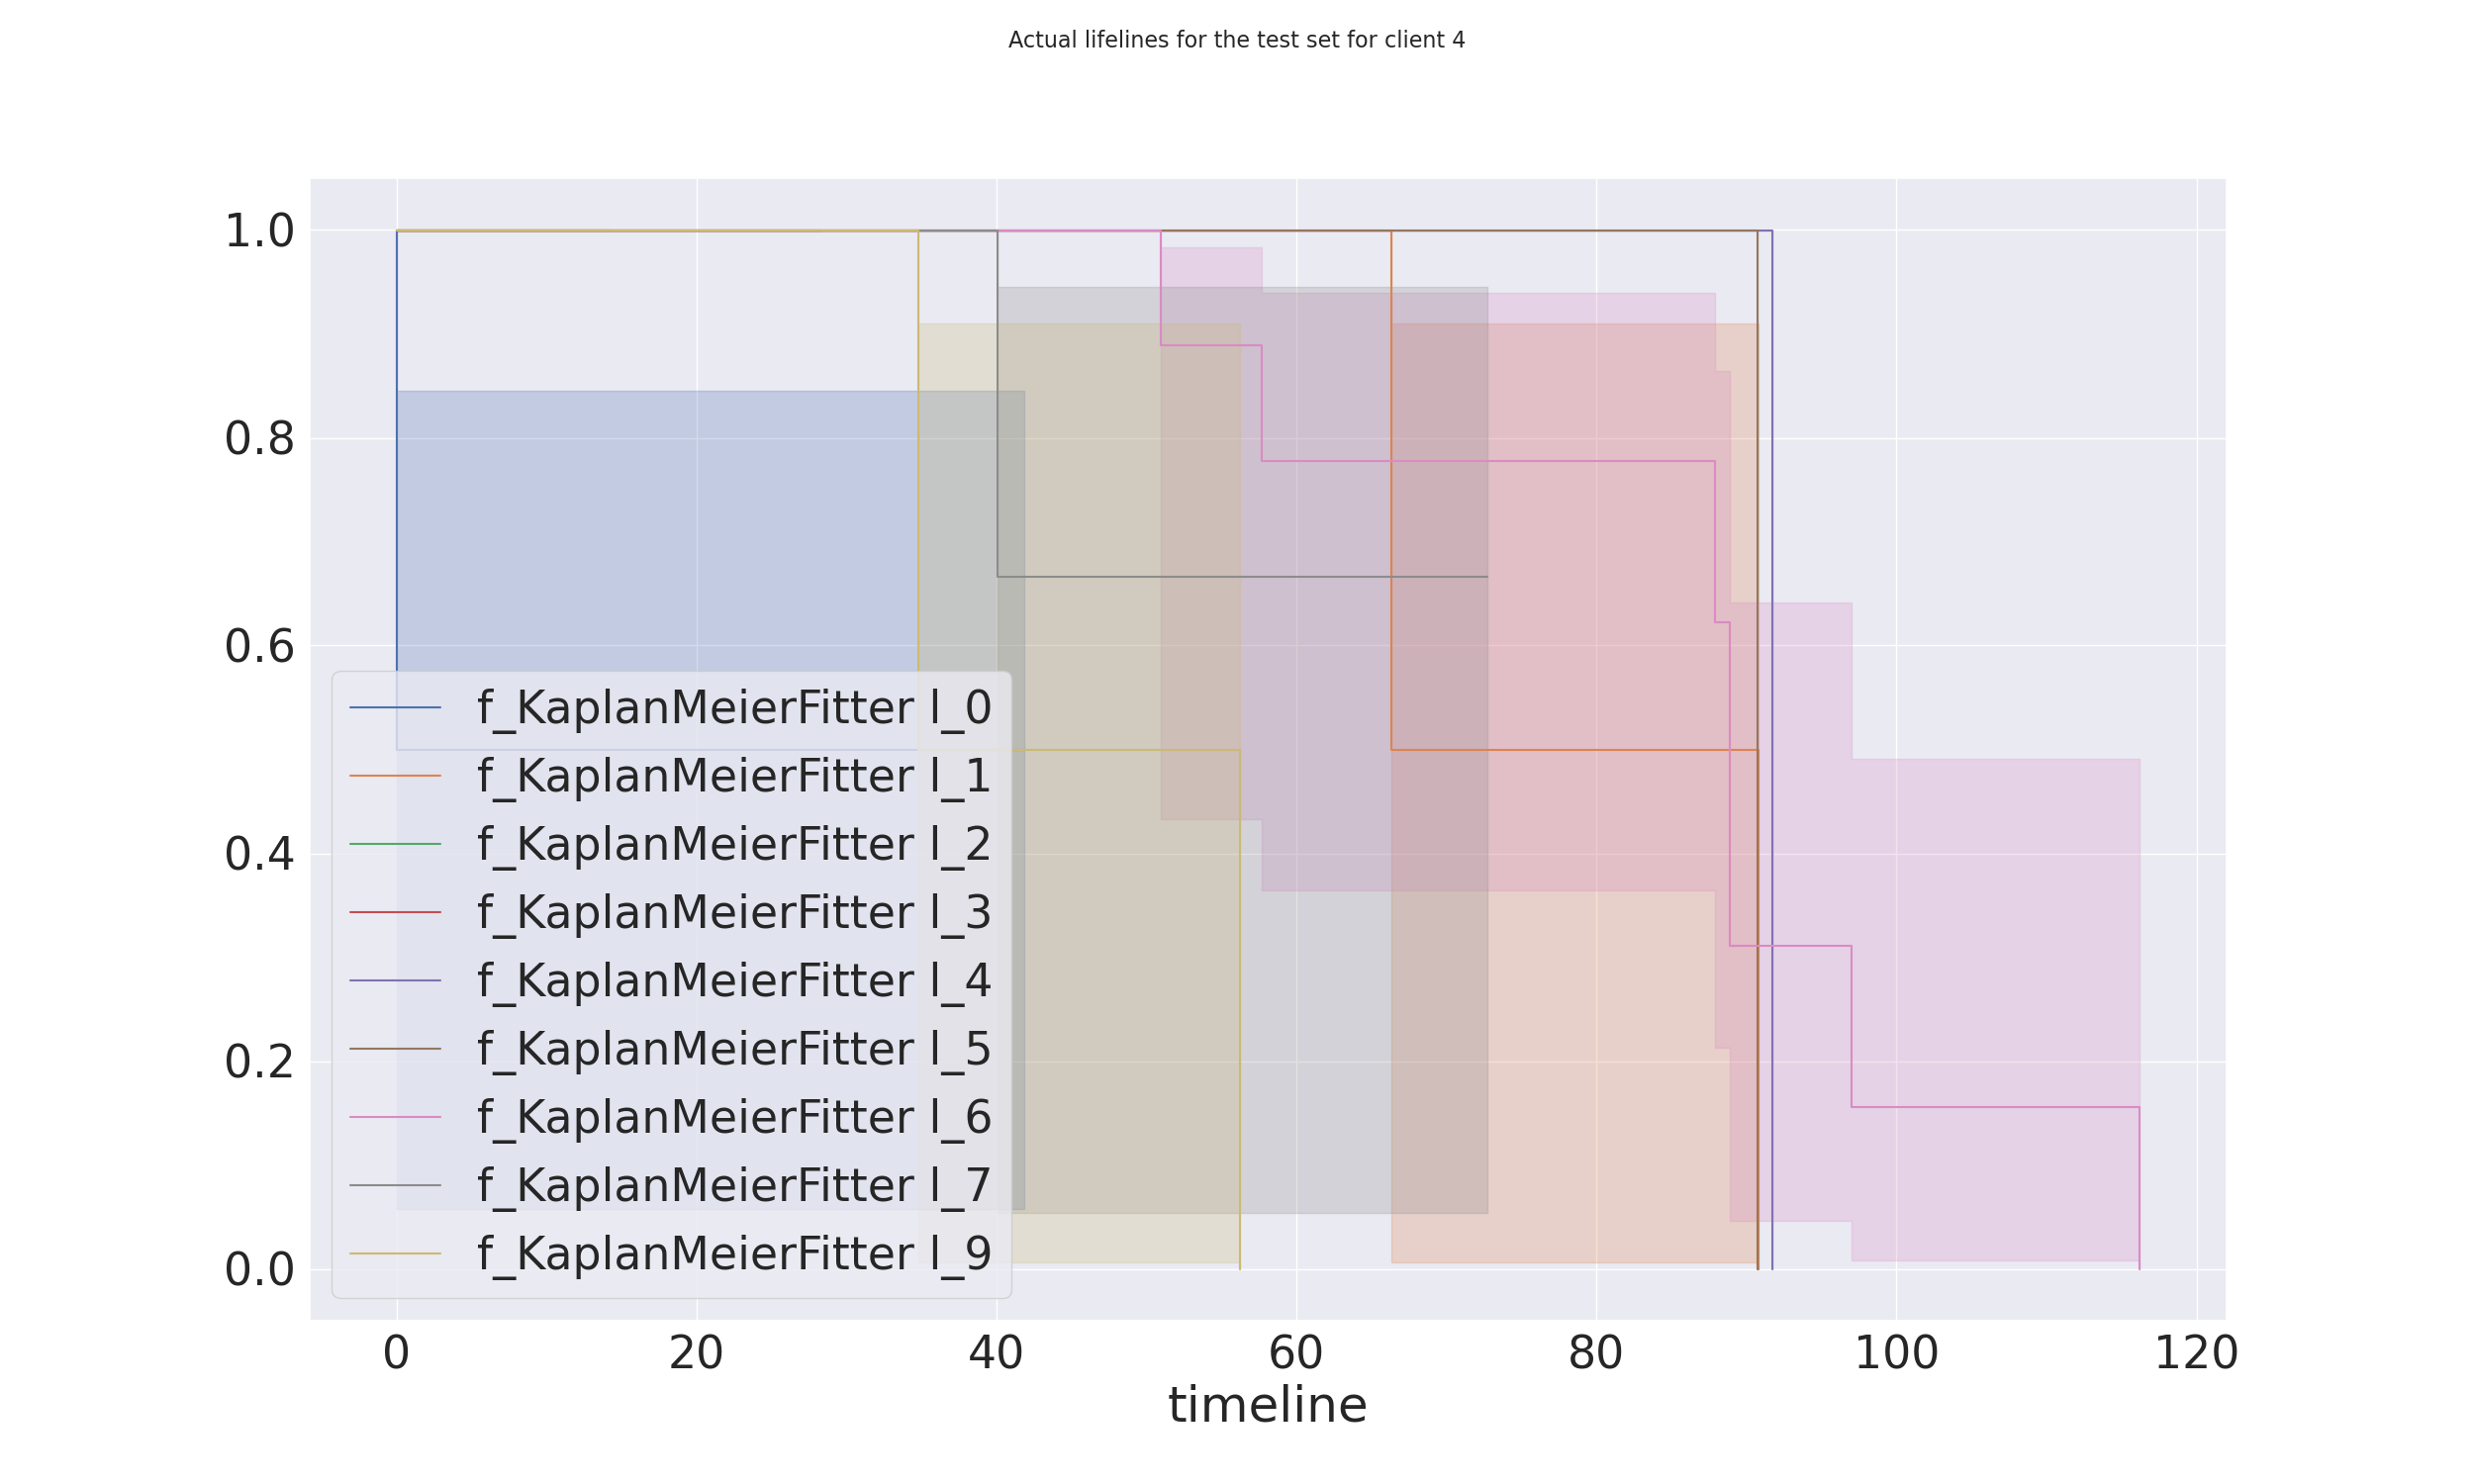 Actual lifelines for the test set for client 4
1.0
0.8
0.6
0.4
0.2
0.0
f_KaplanMeierFitter l_0
f_KaplanMeierFitter l_1
f_KaplanMeierFitter l_2
f_KaplanMeierFitter l_3
f_KaplanMeierFitter l_4
f_KaplanMeierFitter l_5
f_KaplanMeierFitter l_6
f_KaplanMeierFitter l_7
f_KaplanMeierFitter l_9
0 20 40 60 80 100 120
timeline